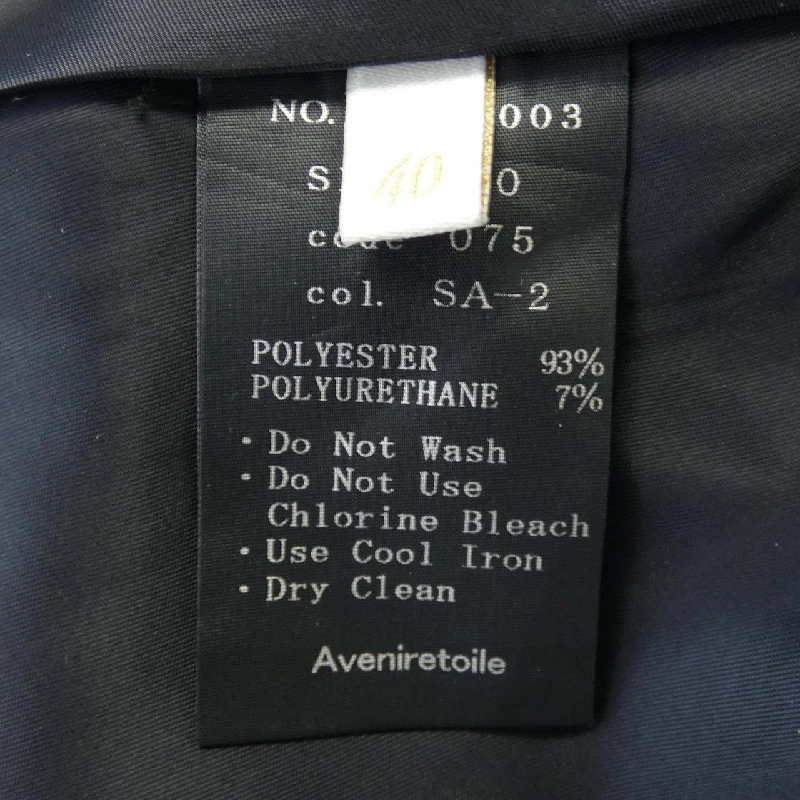 NO. 003
40
0
code 075
col. SA-2
POLYESTER 93%
POLYURETHANE 7%
・Do Not Wash
・Do Not Use
Chlorine Bleach
・Use Cool Iron
・Dry Clean
Aveniretoile